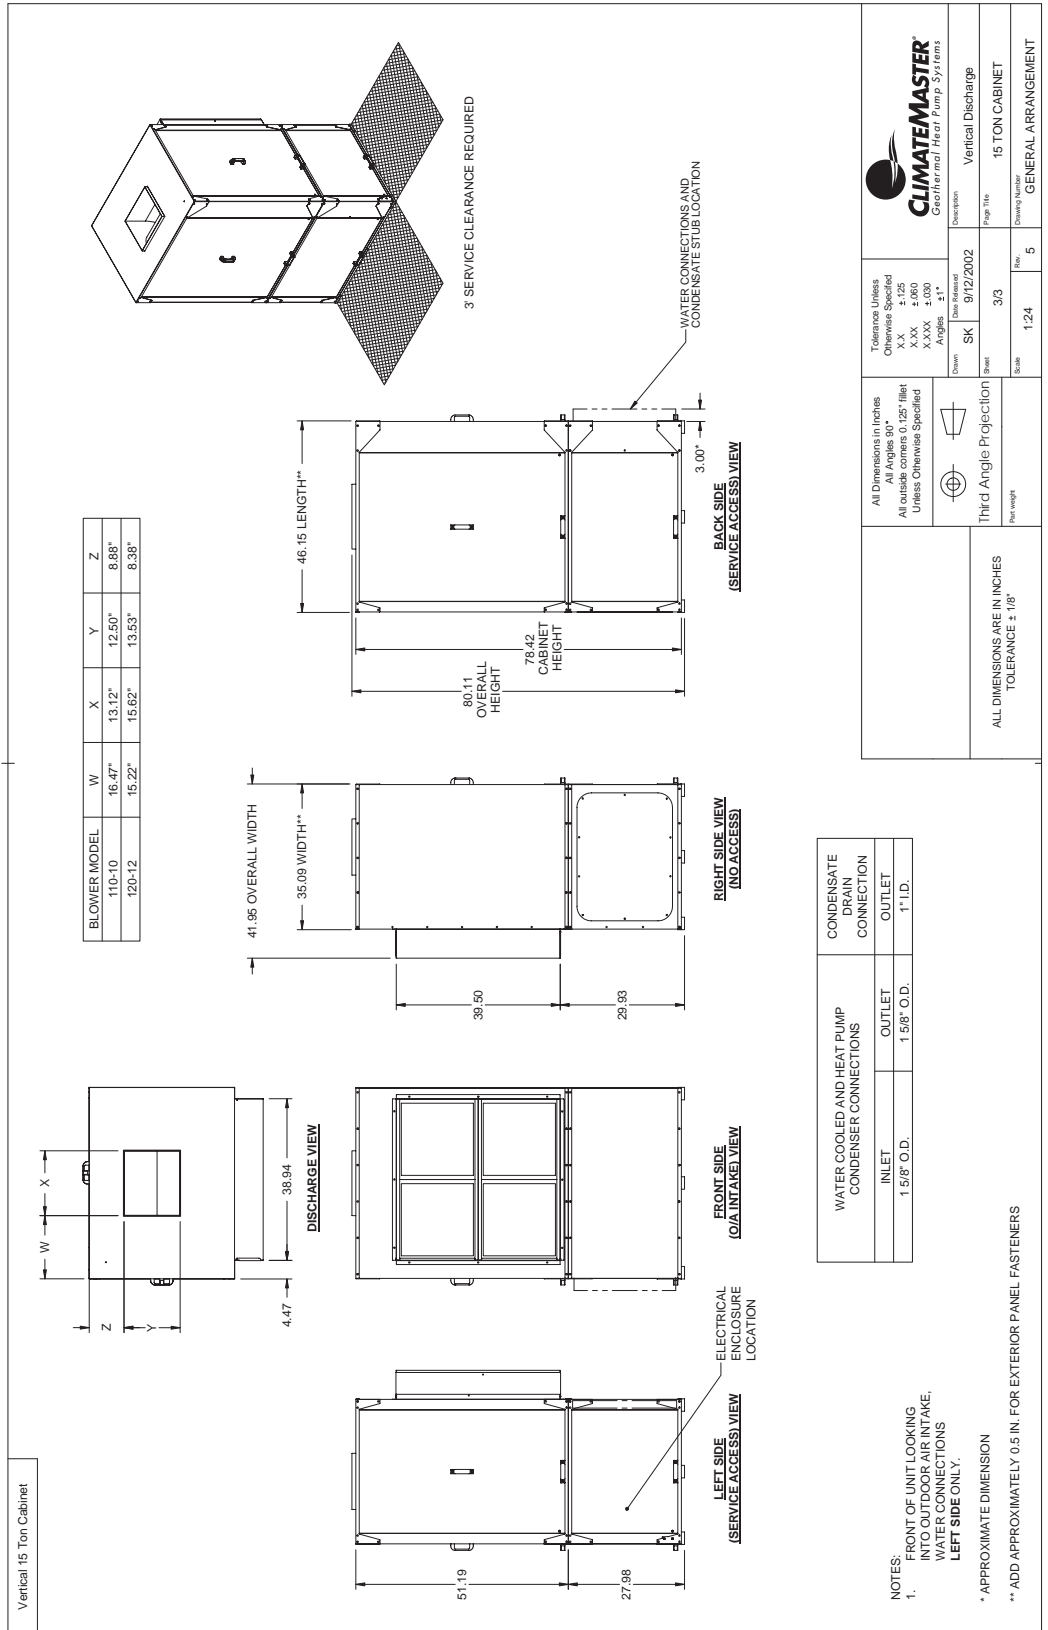 Vertical 15 Ton Cabinet
BLOWER MODEL W X Y Z
110-10 16.47" 13.12" 12.50" 8.88"
120-12 15.22" 15.62" 13.53" 8.38"
3' SERVICE CLEARANCE REQUIRED
W
X
Z
Y
4.47
38.94
DISCHARGE VIEW
41.95 OVERALL WIDTH
35.09 WIDTH**
46.15 LENGTH**
51.19
27.98
LEFT SIDE
(SERVICE ACCESS) VIEW
ELECTRICAL
ENCLOSURE
LOCATION
FRONT SIDE
(O/A INTAKE) VIEW
39.50
29.93
RIGHT SIDE VIEW
(NO ACCESS)
80.11
OVERALL
HEIGHT
78.42
CABINET
HEIGHT
BACK SIDE
(SERVICE ACCESS) VIEW
3.00*
WATER CONNECTIONS AND
CONDENSATE STUB LOCATION
NOTES:
1. FRONT OF UNIT LOOKING
INTO OUTDOOR AIR INTAKE,
WATER CONNECTIONS
LEFT SIDE ONLY.
* APPROXIMATE DIMENSION
** ADD APPROXIMATELY 0.5 IN. FOR EXTERIOR PANEL FASTENERS
WATER COOLED AND HEAT PUMP
CONDENSER CONNECTIONS
CONDENSATE
DRAIN
CONNECTION
INLET OUTLET OUTLET
1 5/8" O.D. 1 5/8" O.D. 1" I.D.
ALL DIMENSIONS ARE IN INCHES
TOLERANCE ± 1/8"
All Dimensions in Inches
All Angles 90°
All outside corners 0.125" fillet
Unless Otherwise Specified
Third Angle Projection
Part weight
Tolerance Unless
Otherwise Specified
X.X ±.125
X.XX ±.060
X.XXX ±.030
Angles ±1°
CLIMATEMASTER®
Geothermal Heat Pump Systems
Drawn SK
Date Released 9/12/2002
Description Vertical Discharge
Sheet 3/3
Page Title 15 TON CABINET
Scale 1:24
Rev. 5
Drawing Number GENERAL ARRANGEMENT